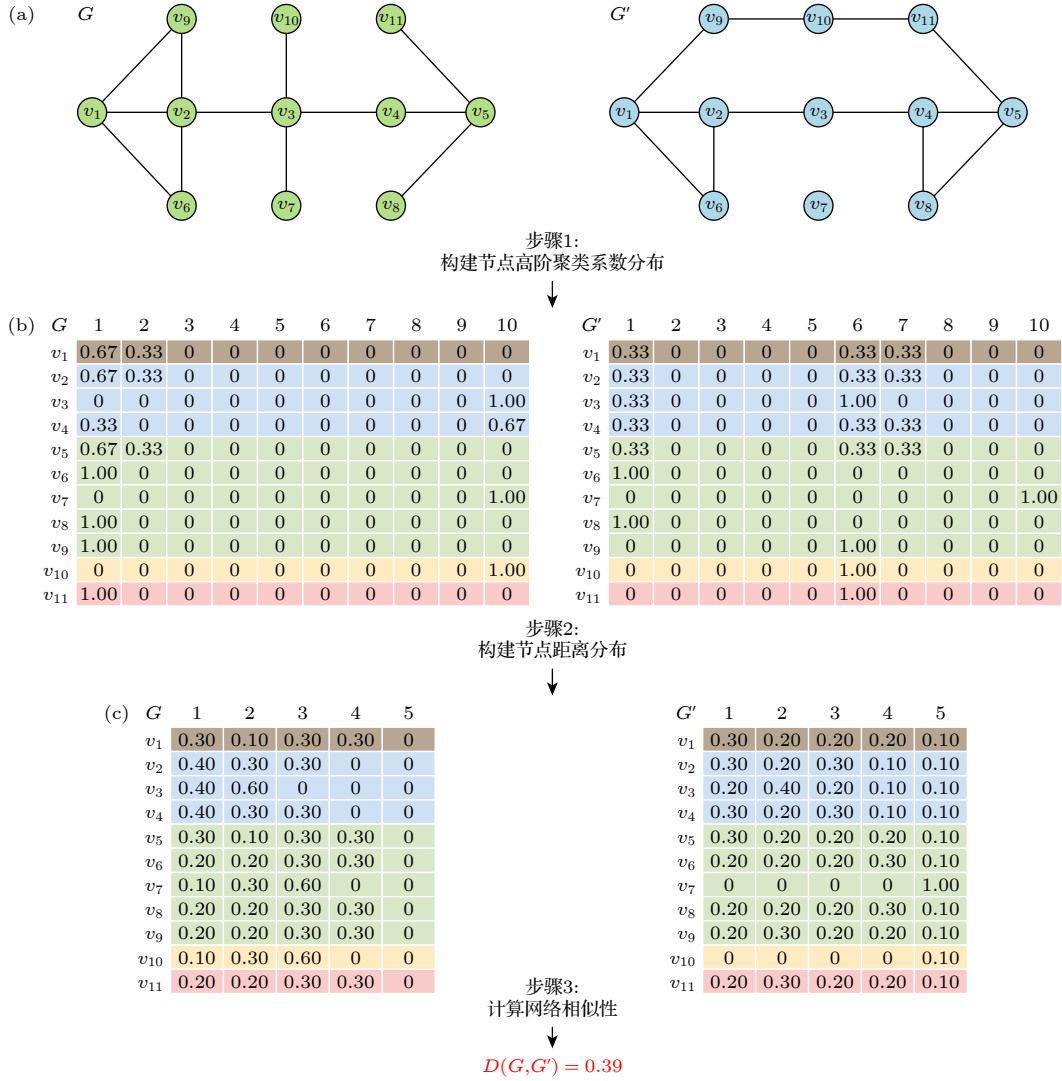 (a) G G′
v9 v10 v11 v9 v10 v11
v1 v2 v3 v4 v5 v1 v2 v3 v4 v5
v6 v7 v8 v6 v7 v8
步骤1:
构建节点高阶聚类系数分布
(b) G 1 2 3 4 5 6 7 8 9 10 G′ 1 2 3 4 5 6 7 8 9 10
v1 0.67 0.33 0 0 0 0 0 0 0 0 v1 0.33 0 0 0 0 0.33 0.33 0 0 0
v2 0.67 0.33 0 0 0 0 0 0 0 0 v2 0.33 0 0 0 0 0.33 0.33 0 0 0
v3 0 0 0 0 0 0 0 0 0 1.00 v3 0.33 0 0 0 0 1.00 0 0 0 0
v4 0.33 0 0 0 0 0 0 0 0 0.67 v4 0.33 0 0 0 0 0.33 0.33 0 0 0
v5 0.67 0.33 0 0 0 0 0 0 0 0 v5 0.33 0 0 0 0 0.33 0.33 0 0 0
v6 1.00 0 0 0 0 0 0 0 0 0 v6 1.00 0 0 0 0 0 0 0 0 0
v7 0 0 0 0 0 0 0 0 0 1.00 v7 0 0 0 0 0 0 0 0 0 1.00
v8 1.00 0 0 0 0 0 0 0 0 0 v8 1.00 0 0 0 0 0 0 0 0 0
v9 1.00 0 0 0 0 0 0 0 0 0 v9 0 0 0 0 0 1.00 0 0 0 0
v10 0 0 0 0 0 0 0 0 0 1.00 v10 0 0 0 0 0 1.00 0 0 0 0
v11 1.00 0 0 0 0 0 0 0 0 0 v11 0 0 0 0 0 1.00 0 0 0 0
步骤2:
构建节点距离分布
(c) G 1 2 3 4 5 G′ 1 2 3 4 5
v1 0.30 0.10 0.30 0.30 0 v1 0.30 0.20 0.20 0.20 0.10
v2 0.40 0.30 0.30 0 0 v2 0.30 0.20 0.30 0.10 0.10
v3 0.40 0.60 0 0 0 v3 0.20 0.40 0.20 0.10 0.10
v4 0.40 0.30 0.30 0 0 v4 0.30 0.20 0.30 0.10 0.10
v5 0.30 0.10 0.30 0.30 0 v5 0.30 0.20 0.20 0.20 0.10
v6 0.20 0.20 0.30 0.30 0 v6 0.20 0.20 0.20 0.30 0.10
v7 0.10 0.30 0.60 0 0 v7 0 0 0 0 1.00
v8 0.20 0.20 0.30 0.30 0 v8 0.20 0.20 0.20 0.30 0.10
v9 0.20 0.20 0.30 0.30 0 v9 0.20 0.30 0.20 0.20 0.10
v10 0.10 0.30 0.60 0 0 v10 0 0 0 0 0.10
v11 0.20 0.20 0.30 0.30 0 v11 0.20 0.30 0.20 0.20 0.10
步骤3:
计算网络相似性
D(G,G′) = 0.39